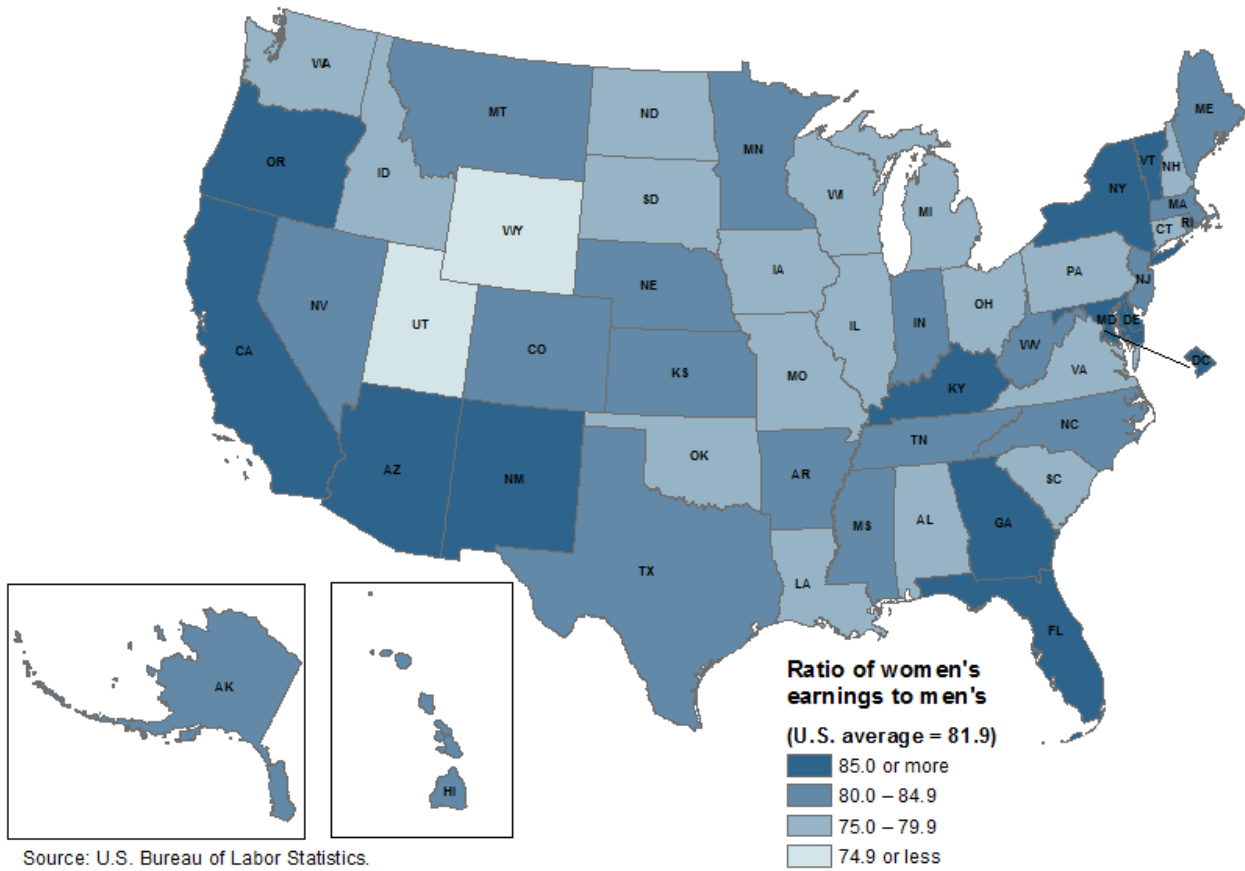 WA
MT
ND
MN
ME
OR
ID
SD
WI
MI
NY
VT
NH
MA
CT
RI
WY
IA
PA
NJ
NE
OH
NV
UT
IL
IN
MD
DE
CA
CO
WV
DC
KS
MO
KY
VA
TN
NC
AZ
NM
OK
AR
SC
MS
AL
GA
TX
LA
FL
AK
HI
Ratio of women's
earnings to men's
(U.S. average = 81.9)
85.0 or more
80.0 – 84.9
75.0 – 79.9
74.9 or less
Source: U.S. Bureau of Labor Statistics.